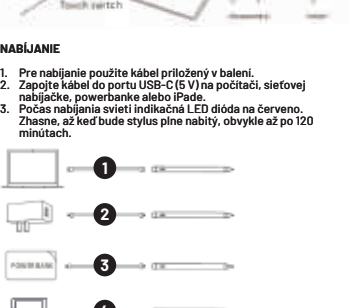 Touch switch
NABÍJANIE
1. Pre nabíjanie použite kábel priložený v balení.
2. Zapojte kábel do portu USB-C (5 V) na počítači, sieťovej
nabíjačke, powerbanke alebo iPade.
3. Počas nabíjania svieti indikačná LED dióda na červeno.
Zhasne, až keď bude stylus plne nabitý, obvykle až po 120
minútach.
1
2
POWER BANK
3
4